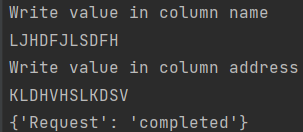 Write value in column name
LJHDFJLSDFH
Write value in column address
KLDHVHSLKDSV
{'Request': 'completed'}